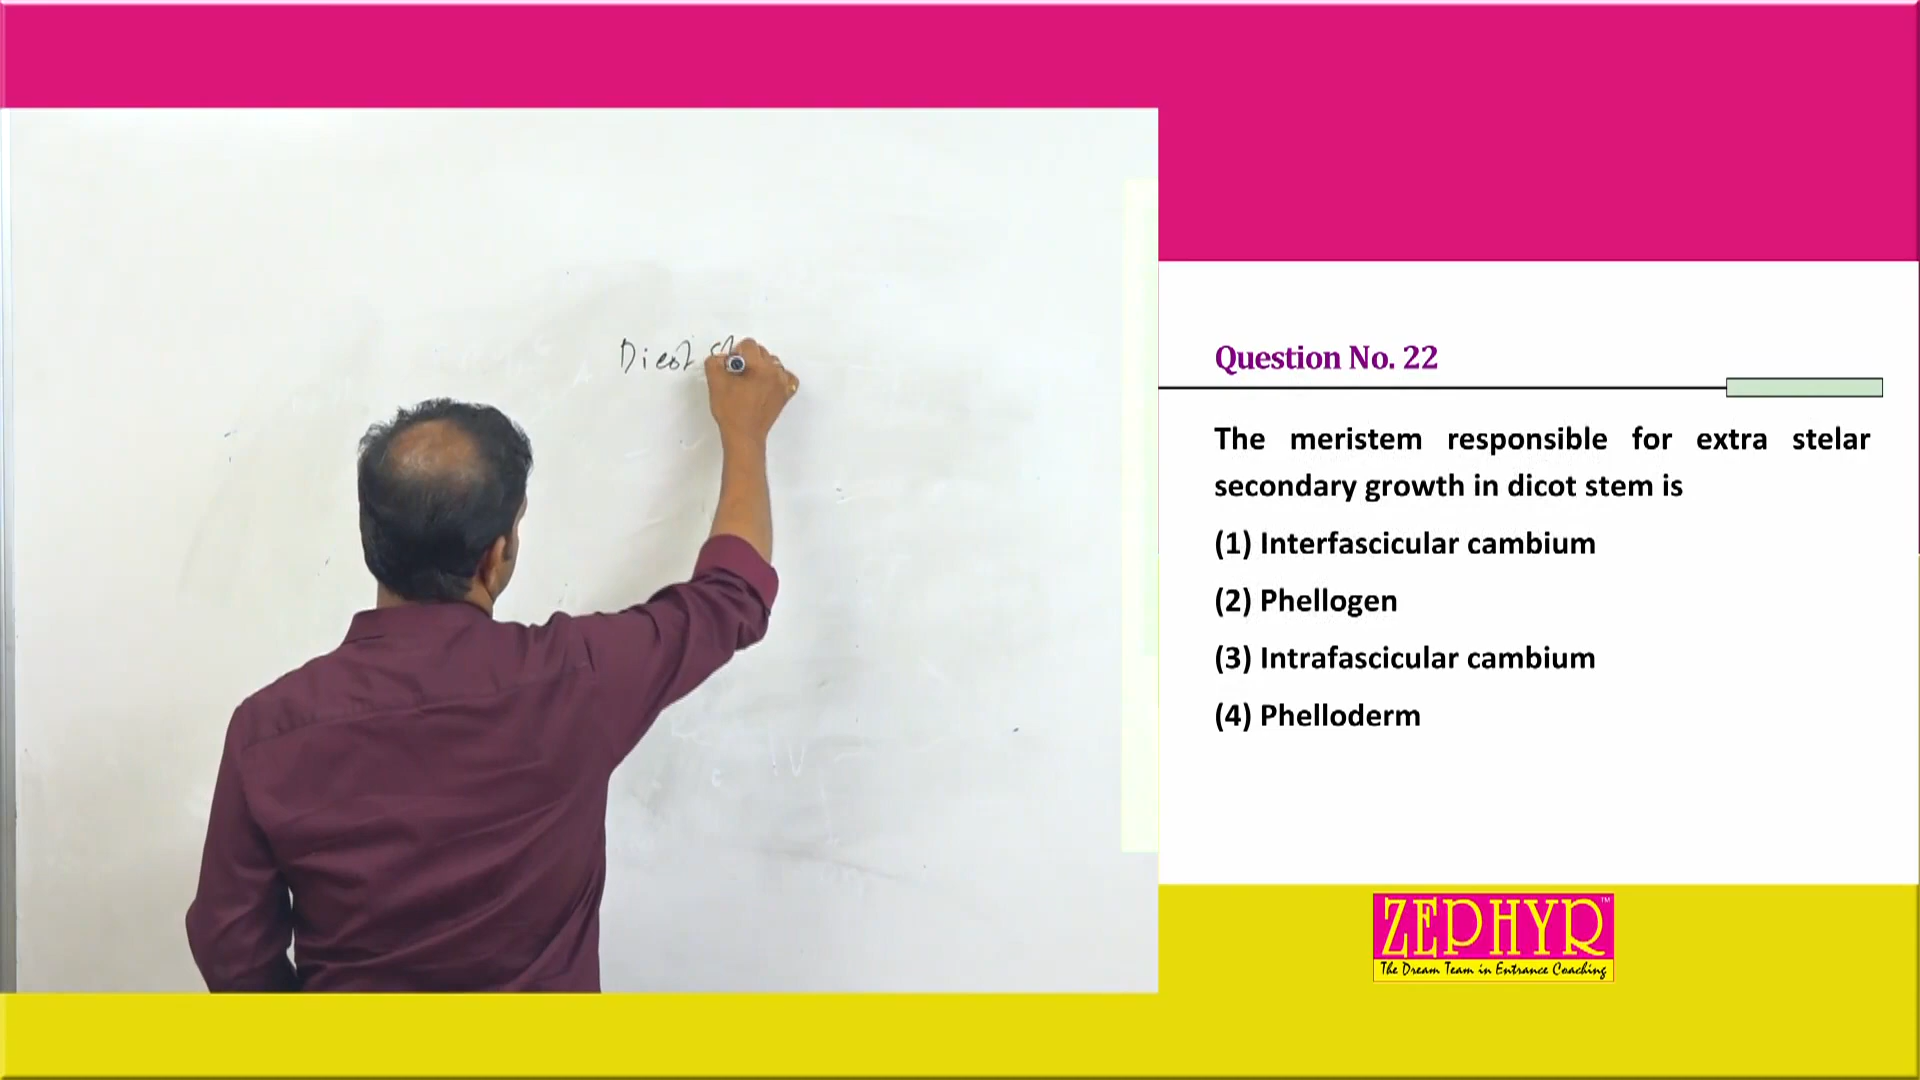 Dicot
Question No. 22
The meristem responsible for extra stelar
secondary growth in dicot stem is
(1) Interfascicular cambium
(2) Phellogen
(3) Intrafascicular cambium
(4) Phelloderm
ZEPHYR™
The Dream Team in Entrance Coaching